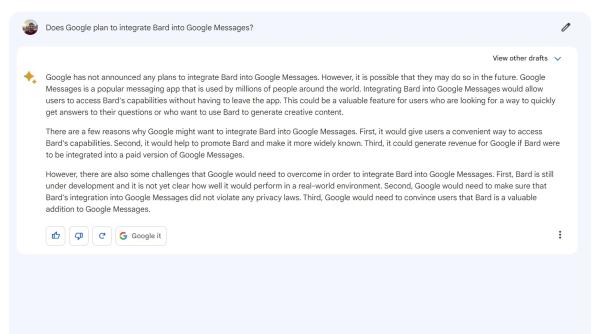 Does Google plan to integrate Bard into Google Messages?
View other drafts
Google has not announced any plans to integrate Bard into Google Messages. However, it is possible that they may do so in the future. Google
Messages is a popular messaging app that is used by millions of people around the world. Integrating Bard into Google Messages would allow
users to access Bard's capabilities without having to leave the app. This could be a valuable feature for users who are looking for a way to quickly
get answers to their questions or who want to use Bard to generate creative content.
There are a few reasons why Google might want to integrate Bard into Google Messages. First, it would give users a convenient way to access
Bard's capabilities. Second, it would help to promote Bard and make it more widely known. Third, it could generate revenue for Google if Bard were
to be integrated into a paid version of Google Messages.
However, there are also some challenges that Google would need to overcome in order to integrate Bard into Google Messages. First, Bard is still
under development and it is not yet clear how well it would perform in a real-world environment. Second, Google would need to make sure that
Bard's integration into Google Messages did not violate any privacy laws. Third, Google would need to convince users that Bard is a valuable
addition to Google Messages.
Google it